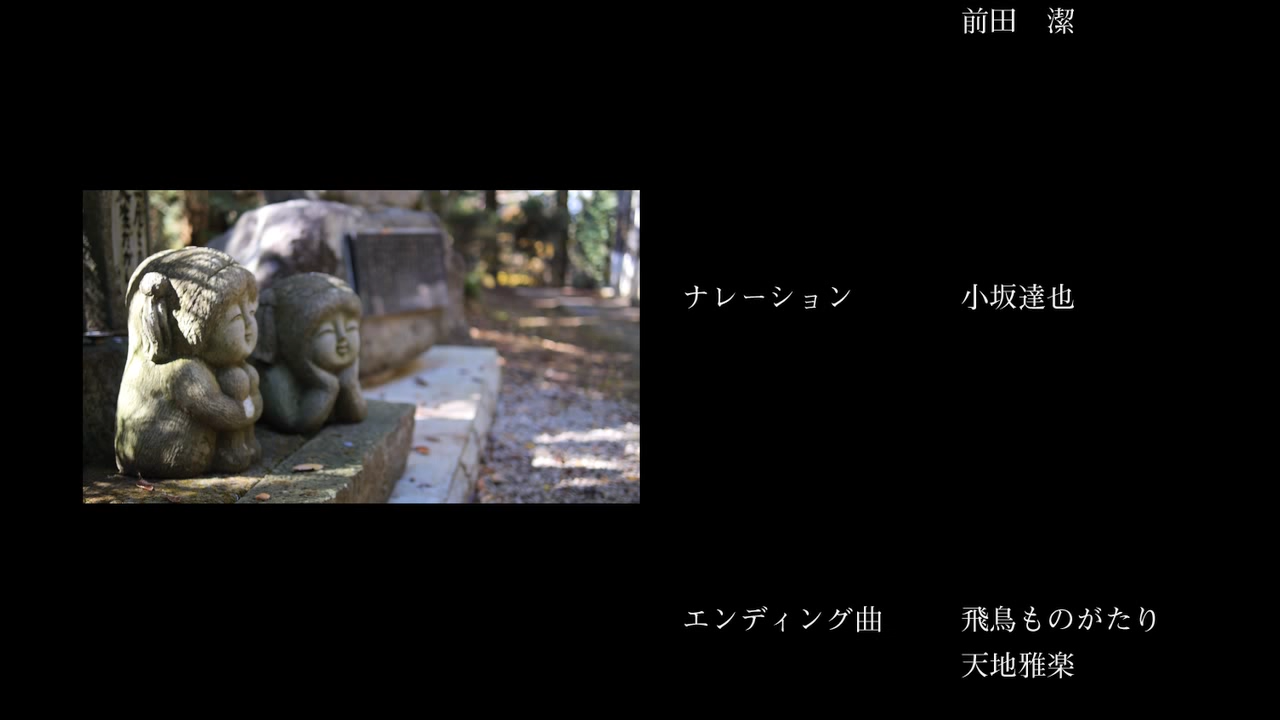 前田　潔
ナレーション　小坂達也
エンディング曲　飛鳥ものがたり
天地雅楽